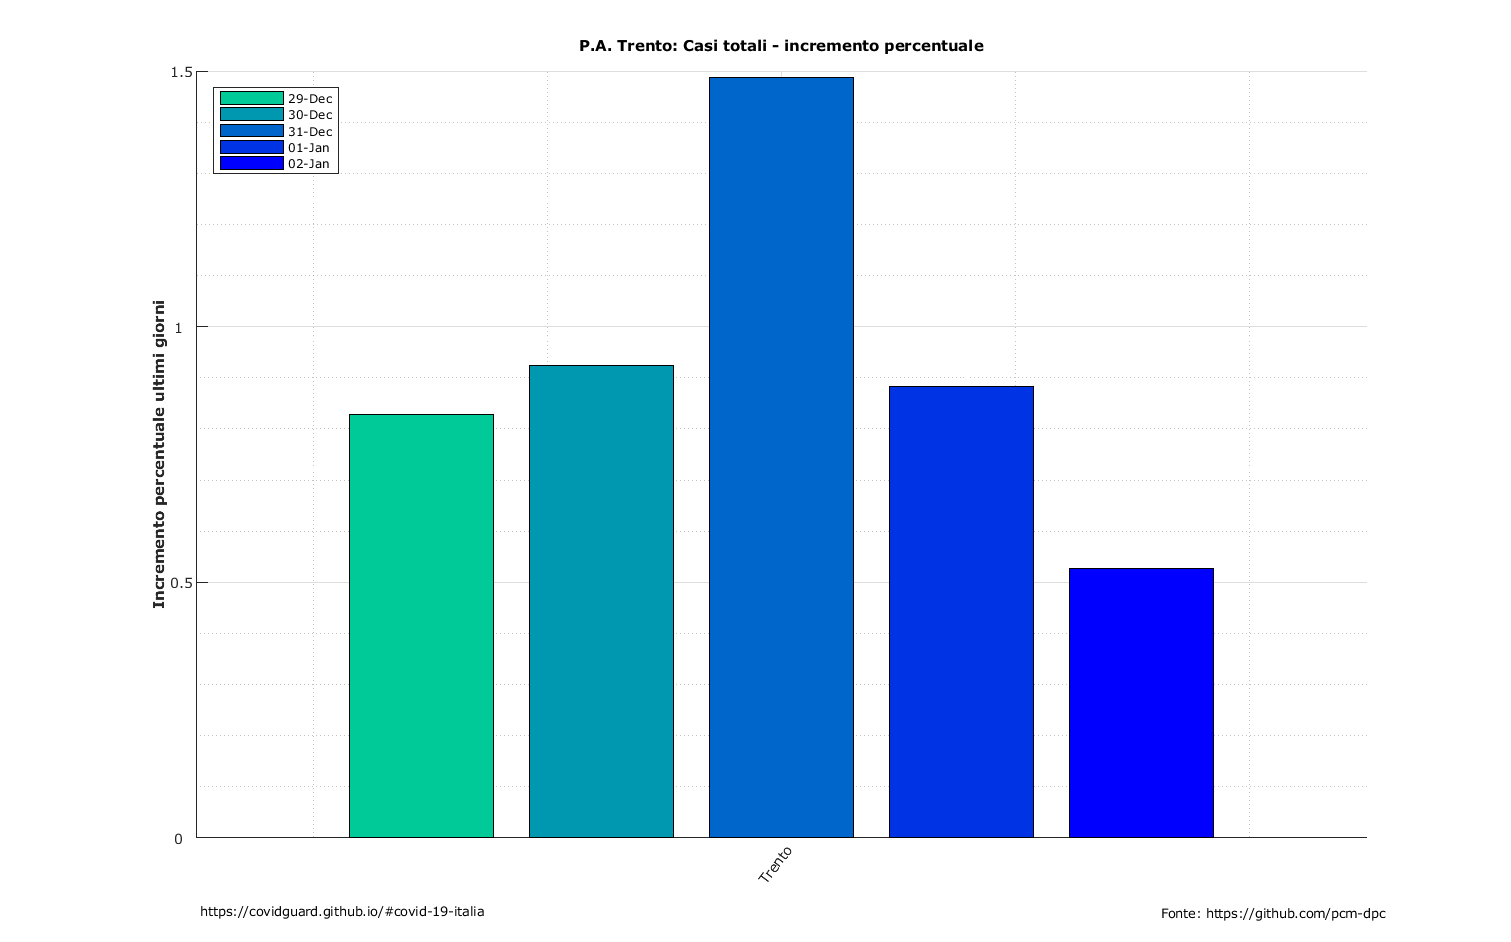 P.A. Trento: Casi totali - incremento percentuale
29-Dec
30-Dec
31-Dec
01-Jan
02-Jan
1.5
1
0.5
0
Incremento percentuale ultimi giorni
Trento
https://covidguard.github.io/#covid-19-italia
Fonte: https://github.com/pcm-dpc